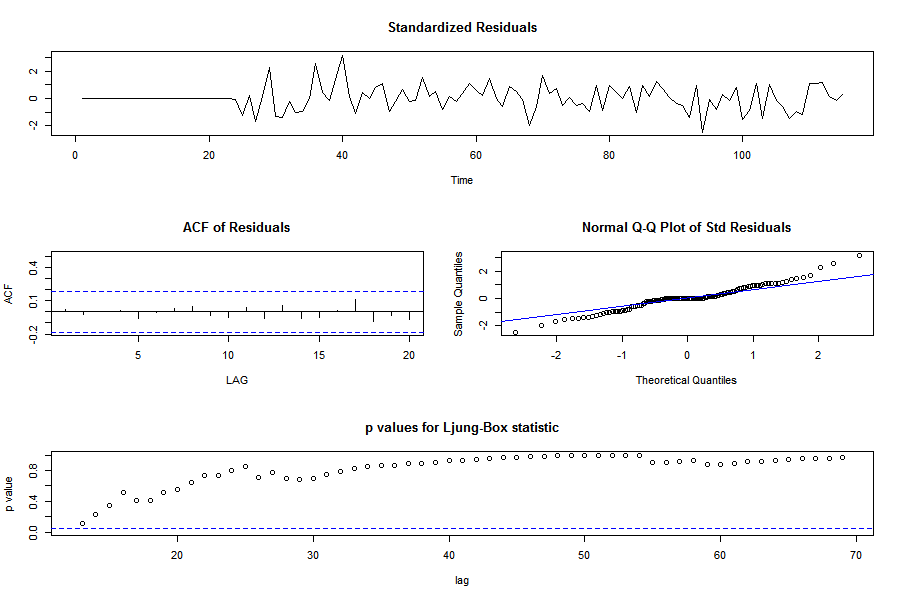 Standardized Residuals
2
0
-2
0 20 40 60 80 100
Time
ACF of Residuals
ACF
0.4
0.1
-0.2
5 10 15 20
LAG
Normal Q-Q Plot of Std Residuals
Sample Quantiles
2
0
-2
-2 -1 0 1 2
Theoretical Quantiles
p values for Ljung-Box statistic
p value
0.8
0.4
0.0
20 30 40 50 60 70
lag